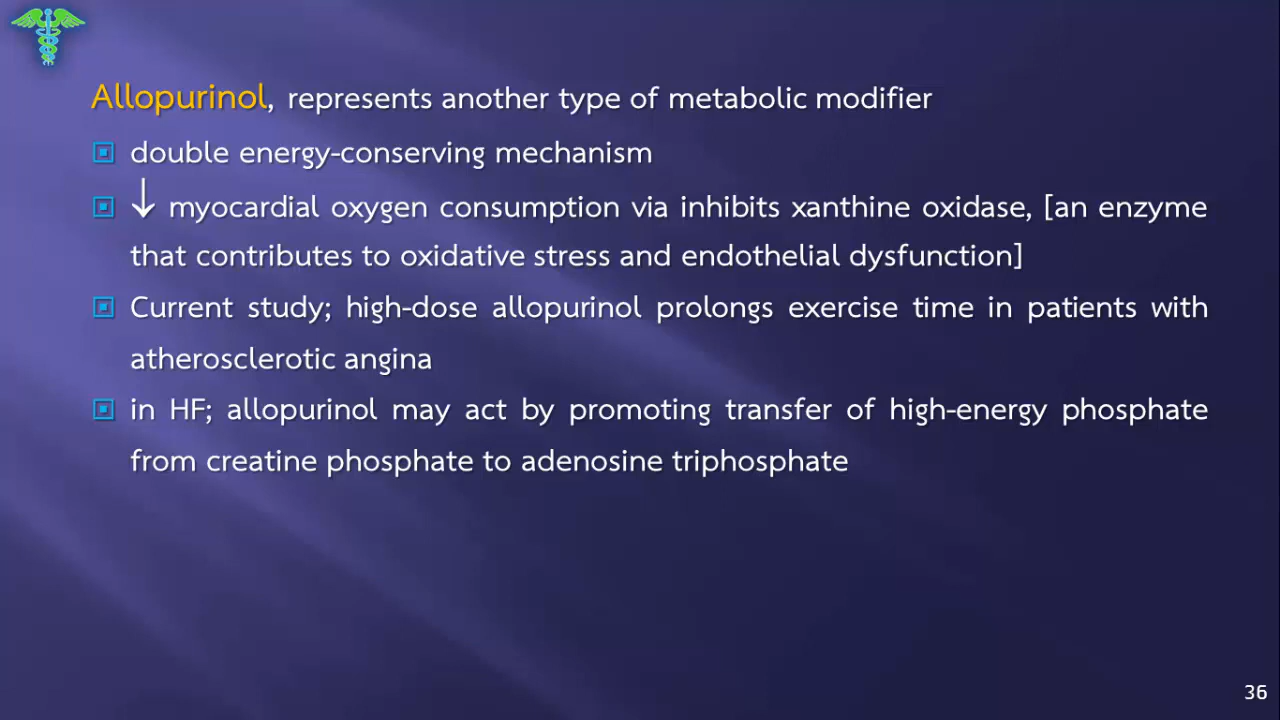 Allopurinol, represents another type of metabolic modifier
double energy-conserving mechanism
↓ myocardial oxygen consumption via inhibits xanthine oxidase, [an enzyme
that contributes to oxidative stress and endothelial dysfunction]
Current study; high-dose allopurinol prolongs exercise time in patients with
atherosclerotic angina
in HF; allopurinol may act by promoting transfer of high-energy phosphate
from creatine phosphate to adenosine triphosphate
36